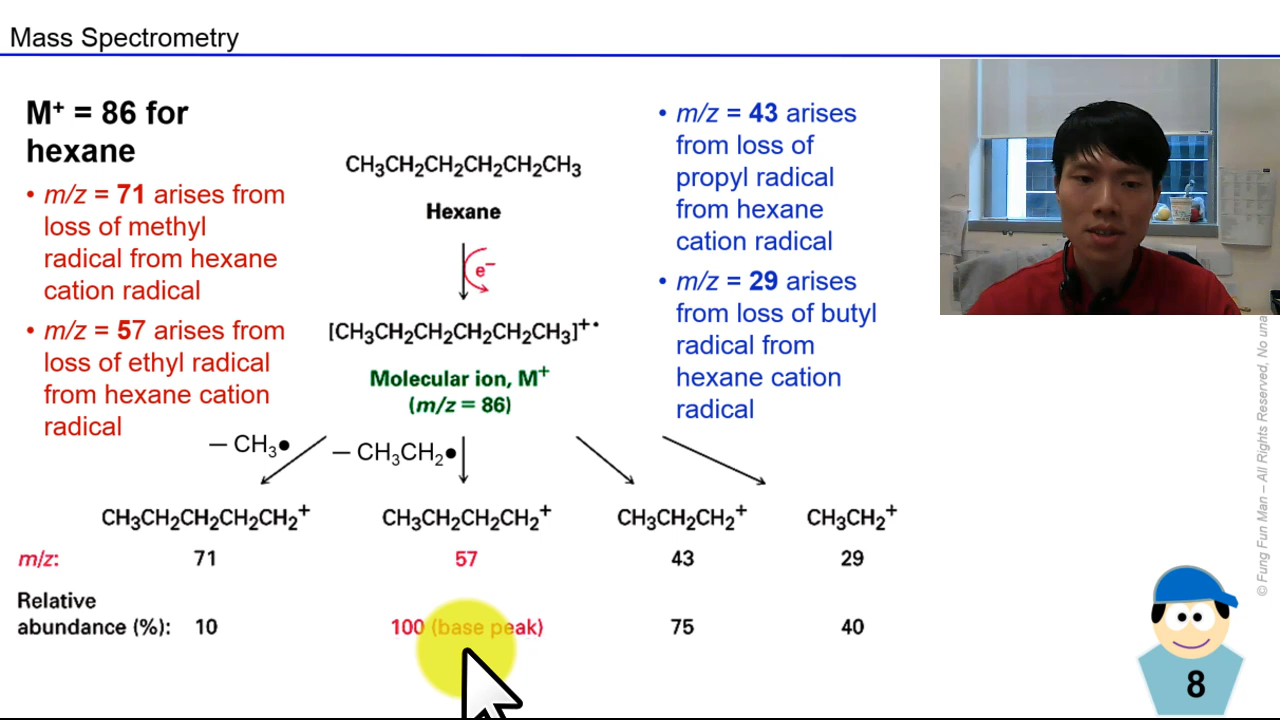 Mass Spectrometry
M⁺ = 86 for
hexane
• m/z = 71 arises from
loss of methyl
radical from hexane
cation radical
• m/z = 57 arises from
loss of ethyl radical
from hexane cation
radical
CH₃CH₂CH₂CH₂CH₂CH₃
Hexane
e⁻
[CH₃CH₂CH₂CH₂CH₂CH₃]⁺•
Molecular ion, M⁺
(m/z = 86)
• m/z = 43 arises
from loss of
propyl radical
from hexane
cation radical
• m/z = 29 arises
from loss of butyl
radical from
hexane cation
radical
— CH₃•
— CH₃CH₂•
CH₃CH₂CH₂CH₂CH₂⁺ CH₃CH₂CH₂CH₂⁺ CH₃CH₂CH₂⁺ CH₃CH₂⁺
m/z: 71 57 43 29
Relative
abundance (%): 10 100 (base peak) 75 40
© Fung Fun Man – All Rights Reserved, No una
8